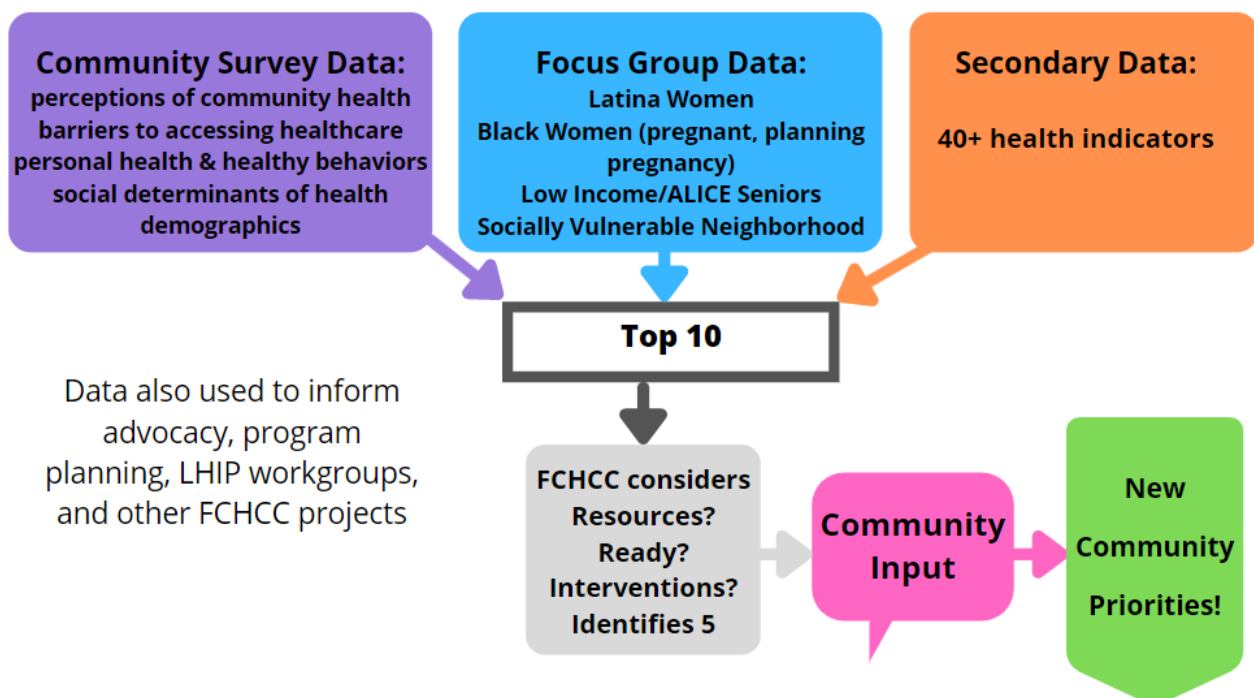 Community Survey Data:
perceptions of community health
barriers to accessing healthcare
personal health & healthy behaviors
social determinants of health
demographics
Focus Group Data:
Latina Women
Black Women (pregnant, planning
pregnancy)
Low Income/ALICE Seniors
Socially Vulnerable Neighborhood
Secondary Data:
40+ health indicators
Top 10
Data also used to inform
advocacy, program
planning, LHIP workgroups,
and other FCHCC projects
FCHCC considers
Resources?
Ready?
Interventions?
Identifies 5
Community
Input
New
Community
Priorities!